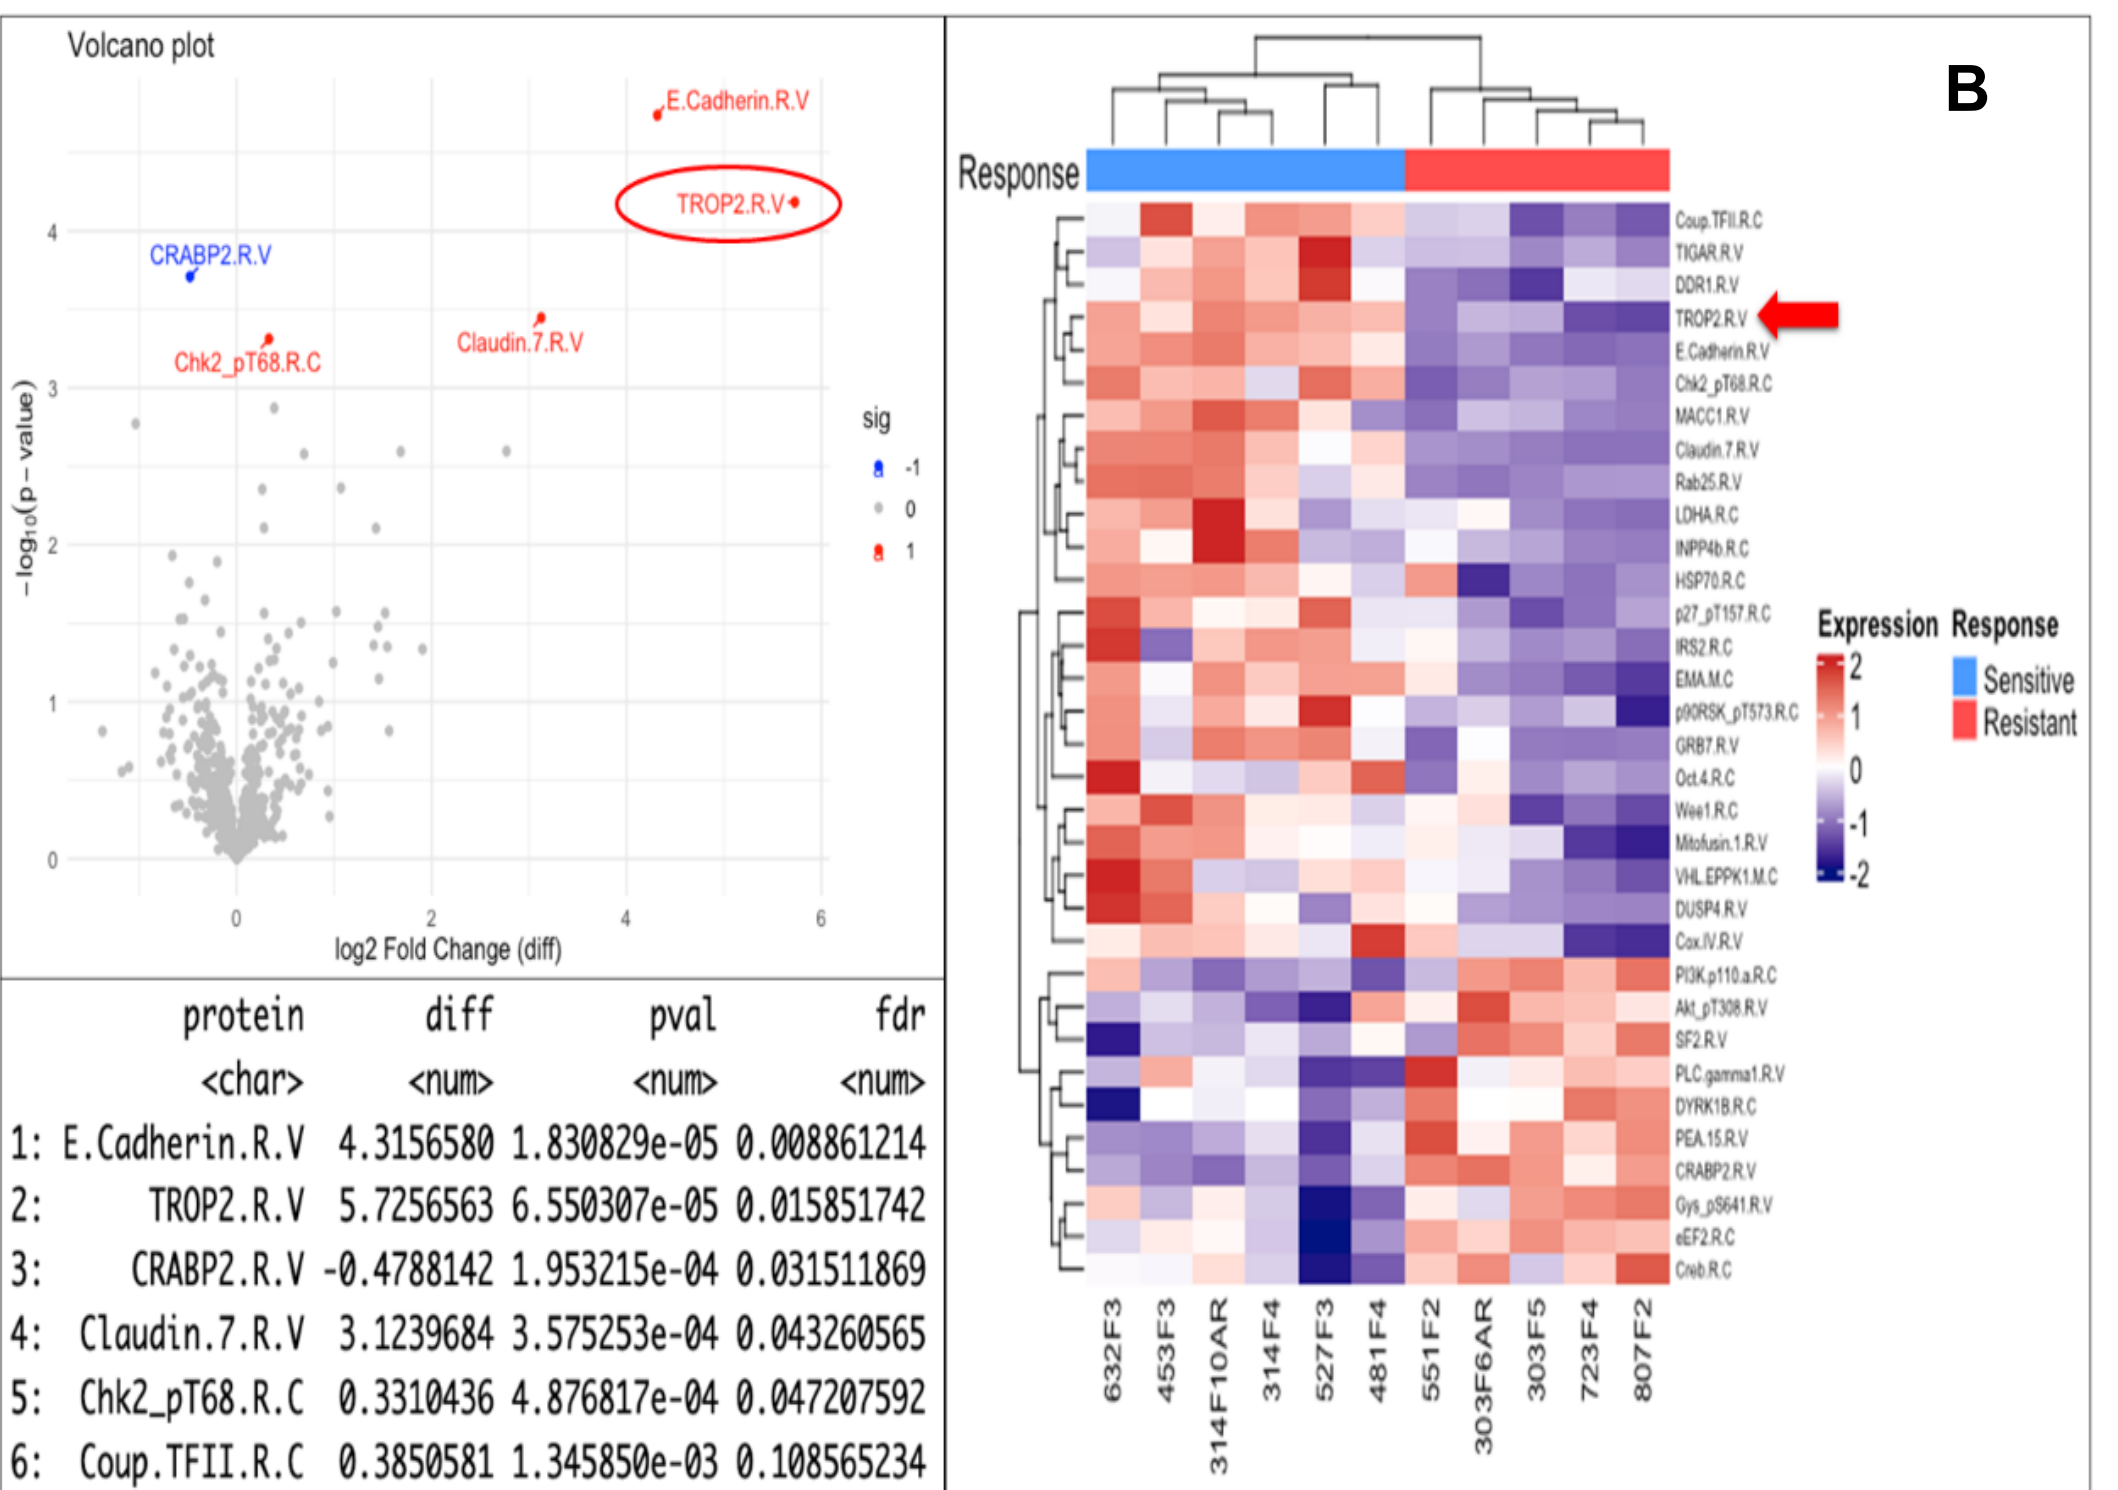 Volcano plot
E.Cadherin.R.V
TROP2.R.V
CRABP2.R.V
Claudin.7.R.V
Chk2_pT68.R.C
4
3
2
1
0
−log10(p−value)
0
2
4
6
log2 Fold Change (diff)
sig
-1
0
1
protein diff pval fdr
<char> <num> <num> <num>
1: E.Cadherin.R.V 4.3156580 1.830829e-05 0.008861214
2: TROP2.R.V 5.7256563 6.550307e-05 0.015851742
3: CRABP2.R.V -0.4788142 1.953215e-04 0.031511869
4: Claudin.7.R.V 3.1239684 3.575253e-04 0.043260565
5: Chk2_pT68.R.C 0.3310436 4.876817e-04 0.047207592
6: Coup.TFII.R.C 0.3850581 1.345850e-03 0.108565234
B
Response
Coup.TFII.R.C
TIGAR.R.V
DDR1.R.V
TROP2.R.V
E.Cadherin.R.V
Chk2_pT68.R.C
MACC1.R.V
Claudin.7.R.V
Rab25.R.V
LDHA.R.C
INPP4b.R.C
HSP70.R.C
p27_pT157.R.C
IRS2.R.C
EMA.M.C
p90RSK_pT573.R.C
GRB7.R.V
Oct.4.R.C
Wee1.R.C
Mitofusin.1.R.V
VHL.EPPK1.M.C
DUSP4.R.V
Cox.IV.R.V
PI3K.p110.a.R.C
Akt_pT308.R.V
SF2.R.V
PLC.gamma1.R.V
DYRK1B.R.C
PEA.15.R.V
CRABP2.R.V
Gys_pS641.R.V
eEF2.R.C
Creb.R.C
632F3
453F3
314F10AR
314F4
527F3
481F4
551F2
303F6AR
303F5
723F4
807F2
Expression
2
1
0
-1
-2
Response
Sensitive
Resistant